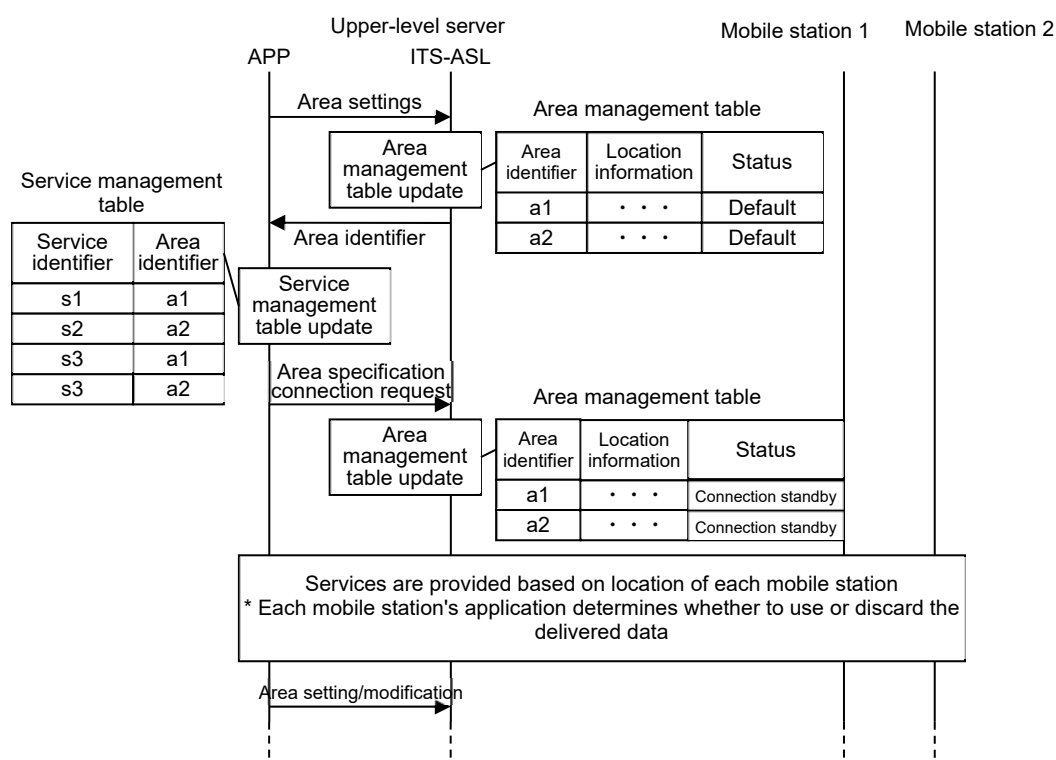 Upper-level server
Mobile station 1
Mobile station 2
APP
ITS-ASL
Area settings
Area management table
Area
management
table update
Area
identifier
Location
information
Status
a1
・・・
Default
a2
・・・
Default
Service management
table
Area identifier
Service
identifier
Area
identifier
s1
a1
s2
a2
s3
a1
s3
a2
Service
management
table update
Area specification
connection request
Area management table
Area
management
table update
Area
identifier
Location
information
Status
a1
・・・
Connection standby
a2
・・・
Connection standby
Services are provided based on location of each mobile station
* Each mobile station's application determines whether to use or discard the
delivered data
Area setting/modification